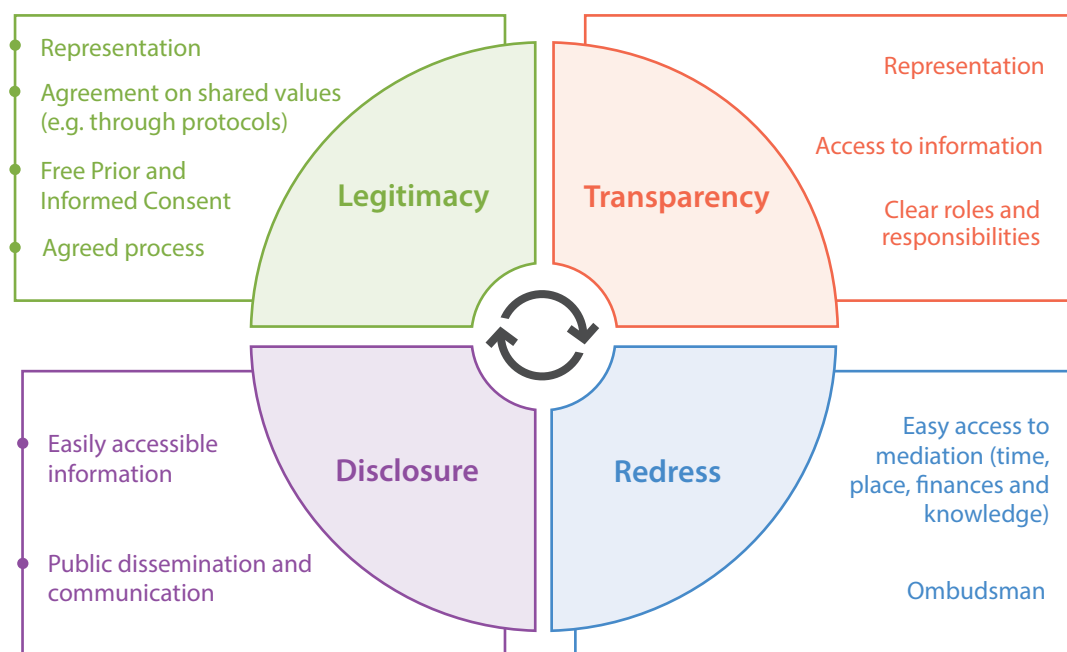 Representation
Agreement on shared values
(e.g. through protocols)
Free Prior and
Informed Consent
Agreed process
Legitimacy
Transparency
Representation
Access to information
Clear roles and
responsibilities
Easily accessible
information
Public dissemination and
communication
Disclosure
Redress
Easy access to
mediation (time,
place, finances and
knowledge)
Ombudsman